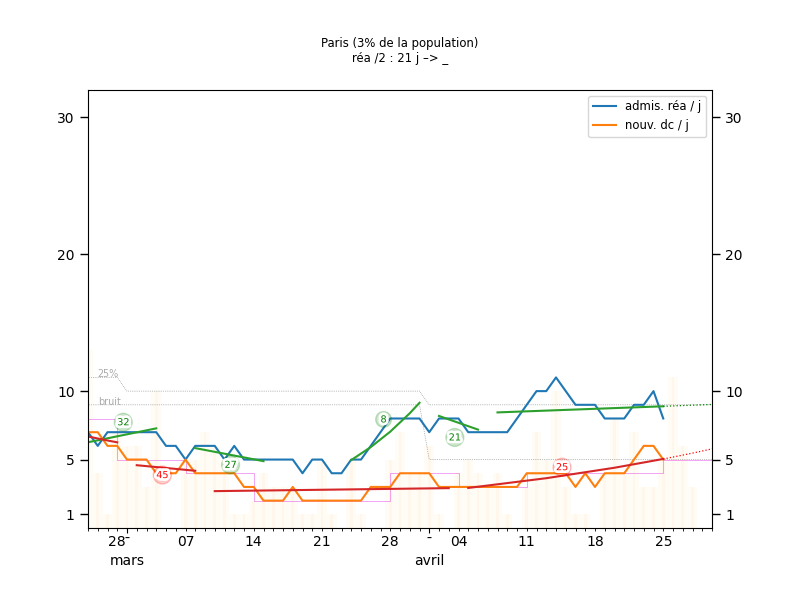 Paris (3% de la population)
réa /2 : 21 j –> _
admis. réa / j
nouv. dc / j
30 30
20 20
25%
10 bruit 10
32 8
21
27 25
45
5 5
1 1
28 - 07 14 21 28 - 04 11 18 25
mars avril